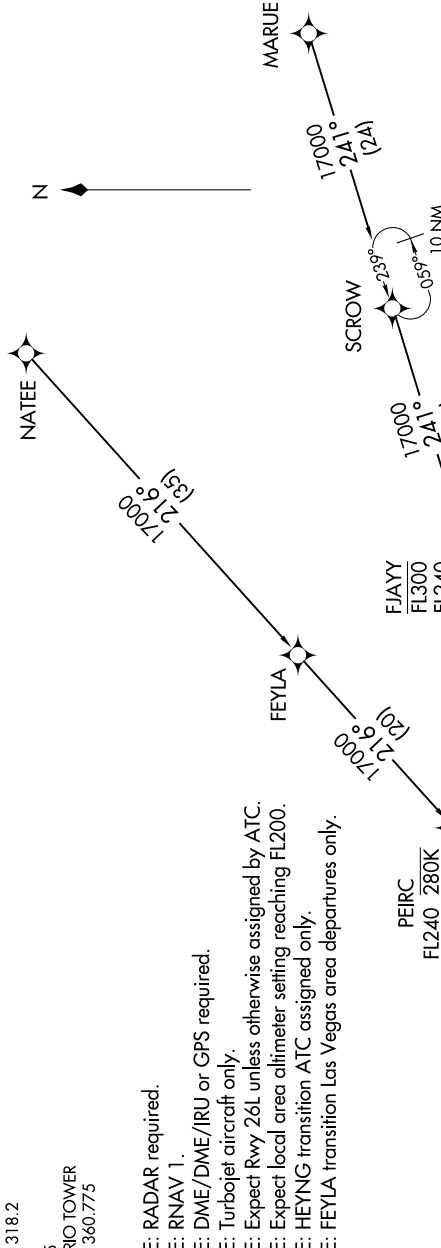 318.2
RIO TOWER
360.775
E: RADAR required.
E: RNAV 1.
E: DME/DME/IRU or GPS required.
E: Turbojet aircraft only.
E: Expect Rwy 26L unless otherwise assigned by ATC.
E: Expect local area altimeter setting reaching FL200.
E: HEYNG transition ATC assigned only.
E: FEYLA transition Las Vegas area departures only.
N
NATEE
17000
216°
(35)
FEYLA
17000
216°
(20)
PEIRC
FL240 280K
MARUE
17000
241°
(24)
SCROW
239°
059°
10 NM
17000
241°
FJAYY
FL300
FL240